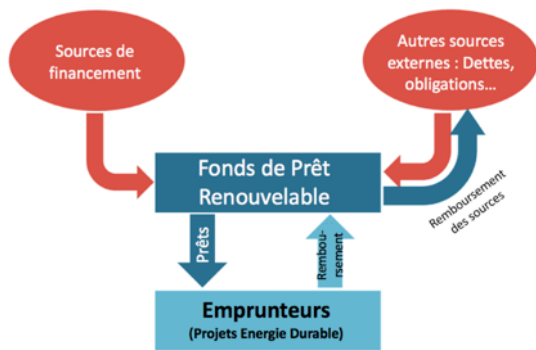 Sources de
financement
Autres sources
externes : Dettes,
obligations...
Fonds de Prêt
Renouvelable
Remboursement
des sources
Prêts
Rembou-
rsement
Emprunteurs
(Projets Energie Durable)